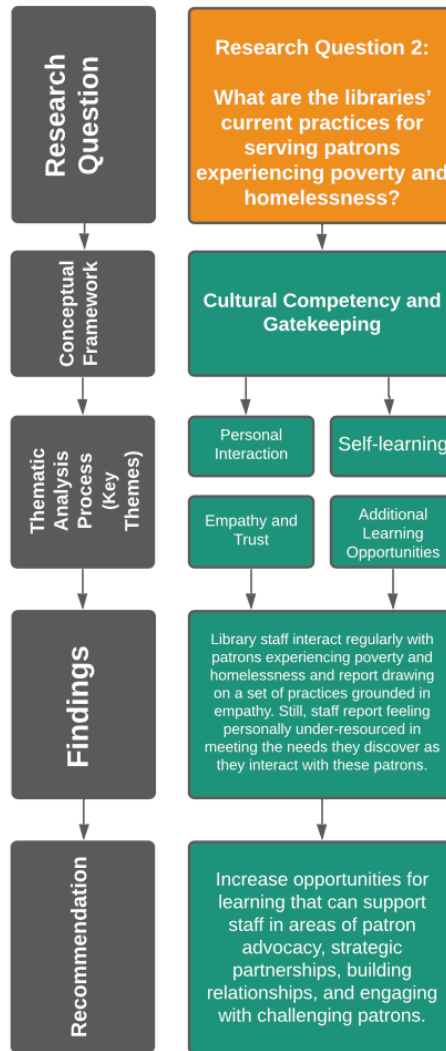 Research
Question
Research Question 2:
What are the libraries’
current practices for
serving patrons
experiencing poverty and
homelessness?
Conceptual
Framework
Cultural Competency and
Gatekeeping
Thematic
Analysis
Process
(Key
Themes)
Personal
Interaction
Self-learning
Empathy and
Trust
Additional
Learning
Opportunities
Findings
Library staff interact regularly with
patrons experiencing poverty and
homelessness and report drawing
on a set of practices grounded in
empathy. Still, staff report feeling
personally under-resourced in
meeting the needs they discover as
they interact with these patrons.
Recommendation
Increase opportunities for
learning that can support
staff in areas of patron
advocacy, strategic
partnerships, building
relationships, and engaging
with challenging patrons.